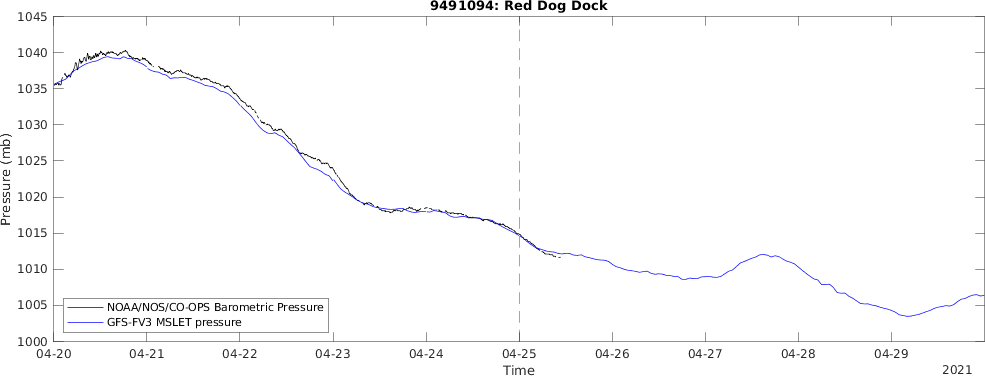 9491094: Red Dog Dock
1045
1040
1035
1030
1025
1020
1015
1010
1005
1000
Pressure (mb)
NOAA/NOS/CO-OPS Barometric Pressure
GFS-FV3 MSLET pressure
04-20 04-21 04-22 04-23 04-24 04-25 04-26 04-27 04-28 04-29
Time
2021